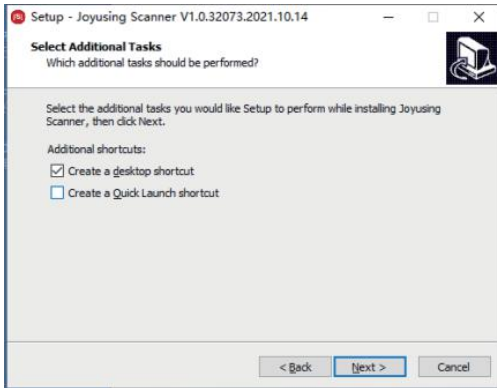 Setup - Joyusing Scanner V1.0.32073.2021.10.14
Select Additional Tasks
Which additional tasks should be performed?
Select the additional tasks you would like Setup to perform while installing Joyusing
Scanner, then click Next.
Additional shortcuts:
Create a desktop shortcut
Create a Quick Launch shortcut
< Back
Next >
Cancel